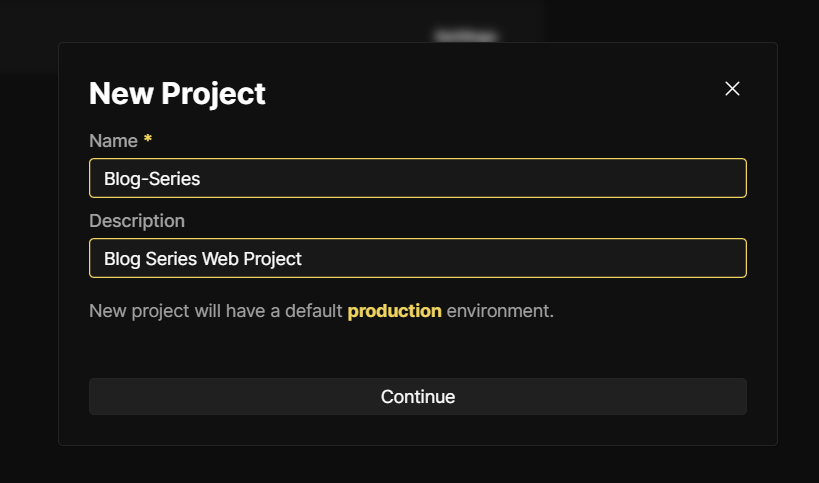 New Project
Name *
Blog-Series
Description
Blog Series Web Project
New project will have a default production environment.
Continue